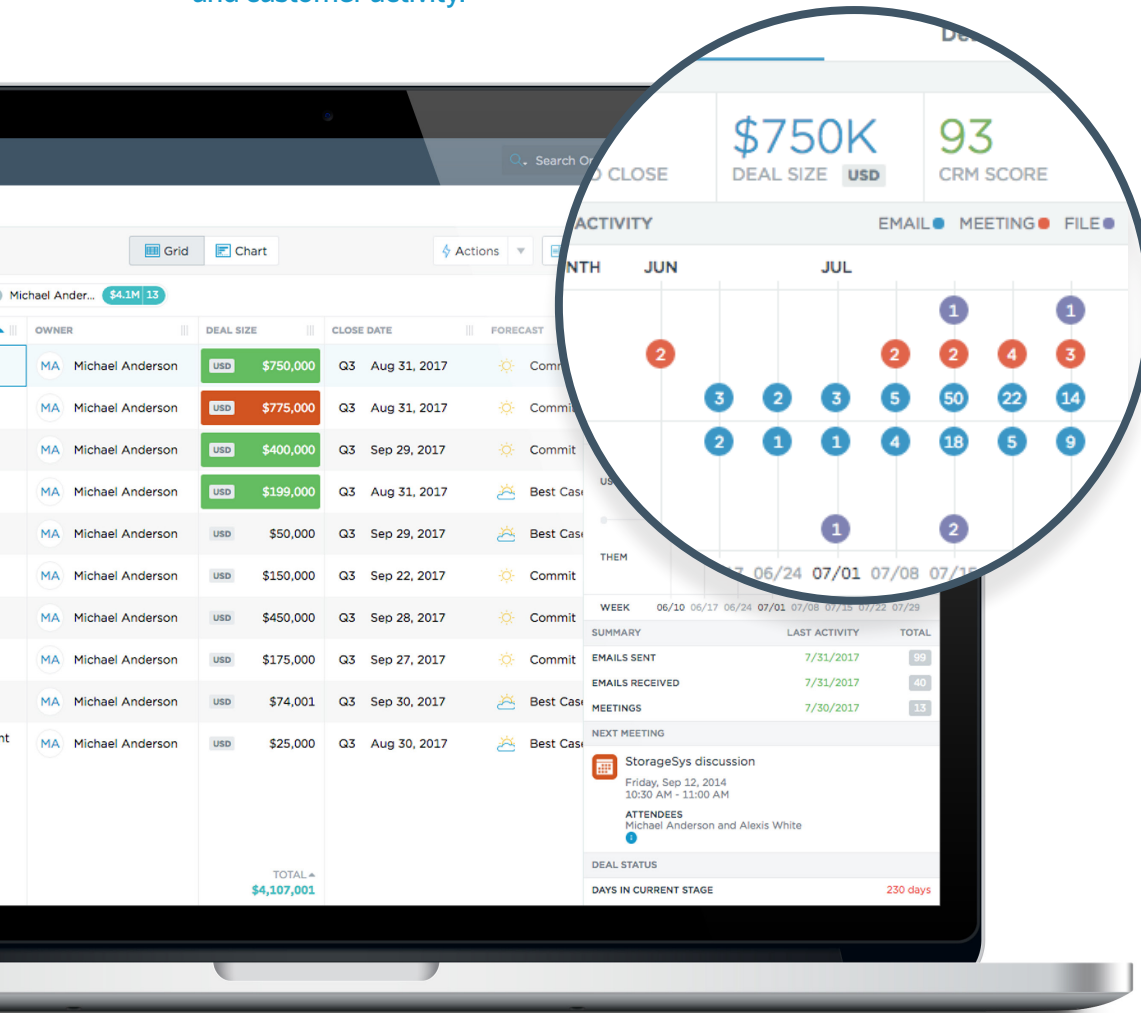 and customer activity.
$750K
93
CLOSE
DEAL SIZE USD
CRM SCORE
ACTIVITY
EMAIL MEETING FILE
JUN JUL
1 1
2 2 2 4 3
3 2 3 5 50 22 14
2 1 1 4 18 5 9
1 2
06/24 07/01 07/08 07/15
Search
Grid Chart
Actions
Michael Ander... $4.1M 13
OWNER DEAL SIZE CLOSE DATE FORECAST
MA Michael Anderson USD $750,000 Q3 Aug 31, 2017
MA Michael Anderson USD $775,000 Q3 Aug 31, 2017 Commit
MA Michael Anderson USD $400,000 Q3 Sep 29, 2017 Commit
MA Michael Anderson USD $199,000 Q3 Aug 31, 2017 Best Case
MA Michael Anderson USD $50,000 Q3 Sep 29, 2017 Best Case
MA Michael Anderson USD $150,000 Q3 Sep 22, 2017 Commit
MA Michael Anderson USD $450,000 Q3 Sep 28, 2017 Commit
MA Michael Anderson USD $175,000 Q3 Sep 27, 2017 Commit
MA Michael Anderson USD $74,001 Q3 Sep 30, 2017 Best Case
MA Michael Anderson USD $25,000 Q3 Aug 30, 2017 Best Case
TOTAL
$4,107,001
US
THEM
WEEK 06/10 06/17 06/24 07/01 07/08 07/15 07/22 07/29
SUMMARY LAST ACTIVITY TOTAL
EMAILS SENT 7/31/2017 99
EMAILS RECEIVED 7/31/2017 40
MEETINGS 7/30/2017 13
NEXT MEETING
StorageSys discussion
Friday, Sep 12, 2014
10:30 AM - 11:00 AM
ATTENDEES
Michael Anderson and Alexis White
DEAL STATUS
DAYS IN CURRENT STAGE 230 days